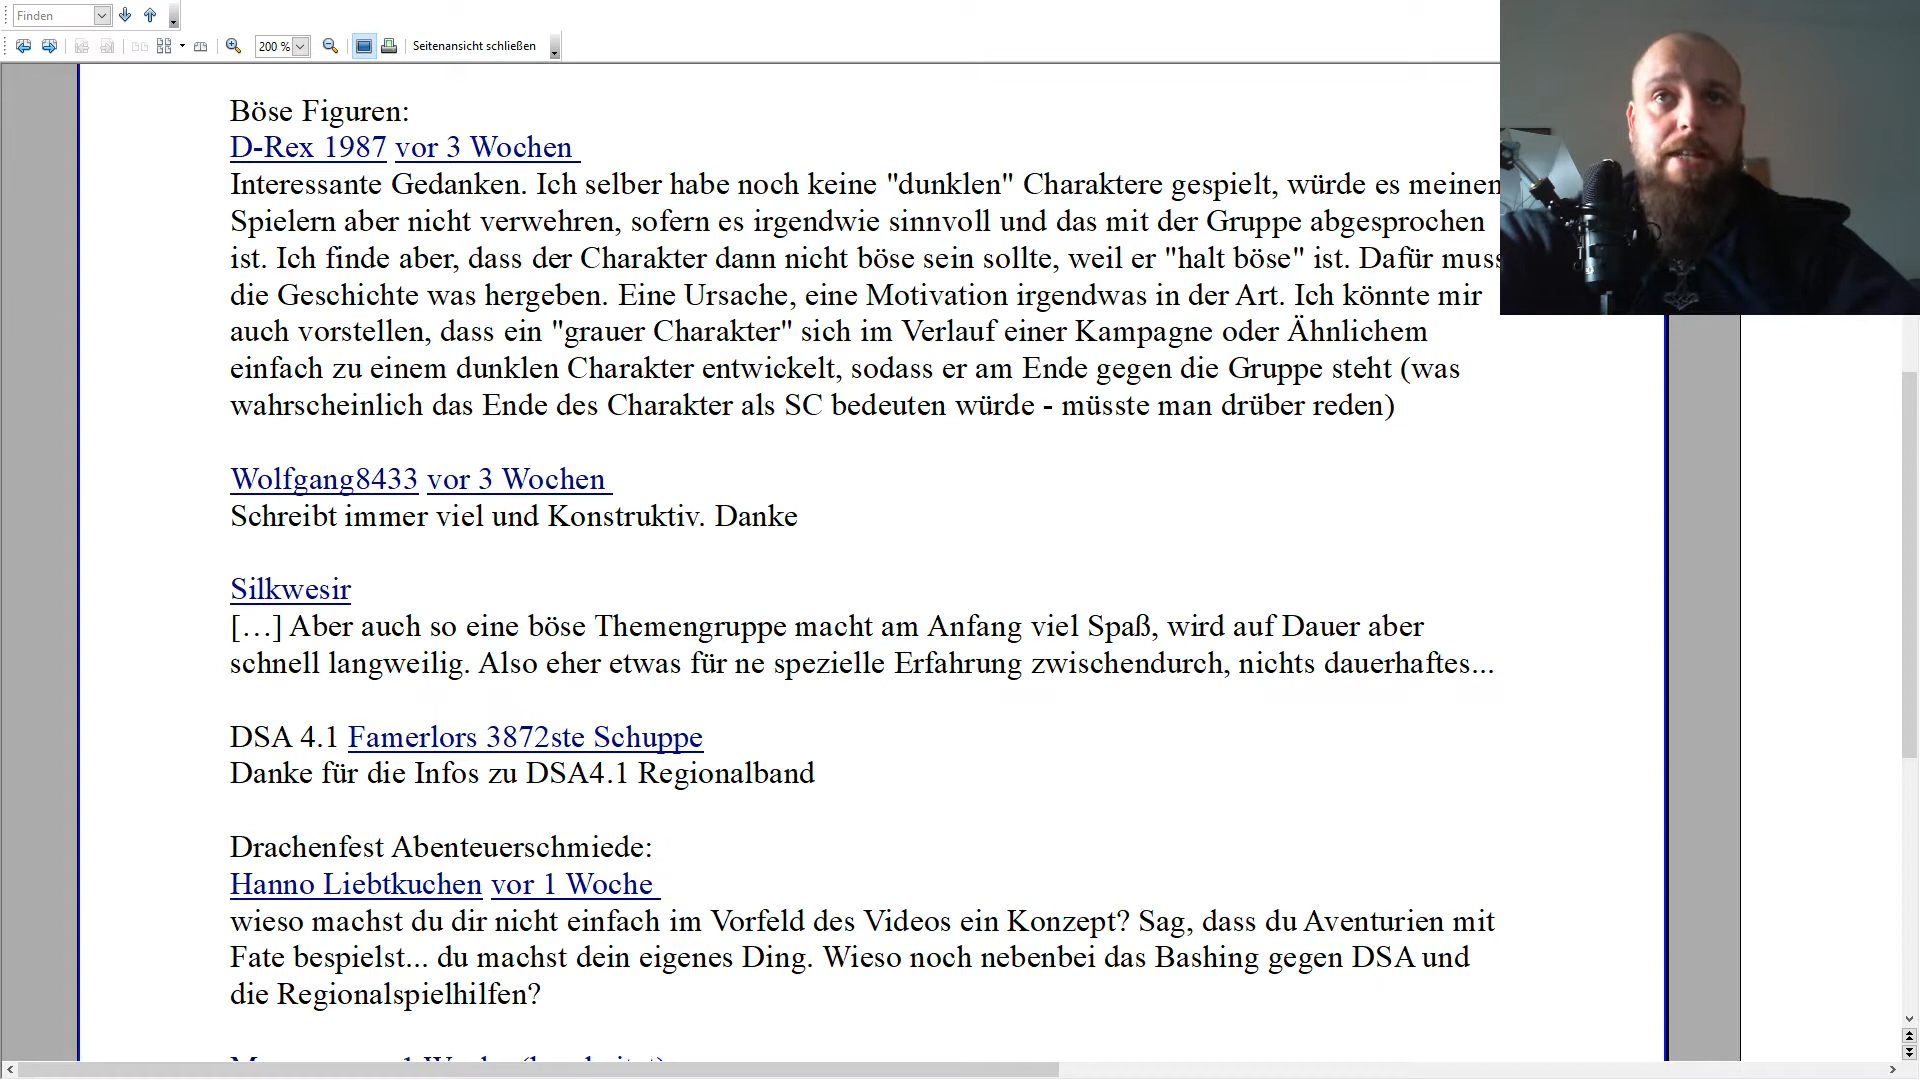 Finden
200 %
Seitenansicht schließen
Böse Figuren:
D-Rex 1987 vor 3 Wochen
Interessante Gedanken. Ich selber habe noch keine "dunklen" Charaktere gespielt, würde es meinen
Spielern aber nicht verwehren, sofern es irgendwie sinnvoll und das mit der Gruppe abgesprochen
ist. Ich finde aber, dass der Charakter dann nicht böse sein sollte, weil er "halt böse" ist. Dafür muss
die Geschichte was hergeben. Eine Ursache, eine Motivation irgendwas in der Art. Ich könnte mir
auch vorstellen, dass ein "grauer Charakter" sich im Verlauf einer Kampagne oder Ähnlichem
einfach zu einem dunklen Charakter entwickelt, sodass er am Ende gegen die Gruppe steht (was
wahrscheinlich das Ende des Charakter als SC bedeuten würde - müsste man drüber reden)
Wolfgang8433 vor 3 Wochen
Schreibt immer viel und Konstruktiv. Danke
Silkwesir
[…] Aber auch so eine böse Themengruppe macht am Anfang viel Spaß, wird auf Dauer aber
schnell langweilig. Also eher etwas für ne spezielle Erfahrung zwischendurch, nichts dauerhaftes...
DSA 4.1 Famerlors 3872ste Schuppe
Danke für die Infos zu DSA4.1 Regionalband
Drachenfest Abenteuerschmiede:
Hanno Liebtkuchen vor 1 Woche
wieso machst du dir nicht einfach im Vorfeld des Videos ein Konzept? Sag, dass du Aventurien mit
Fate bespielst... du machst dein eigenes Ding. Wieso noch nebenbei das Bashing gegen DSA und
die Regionalspielhilfen?